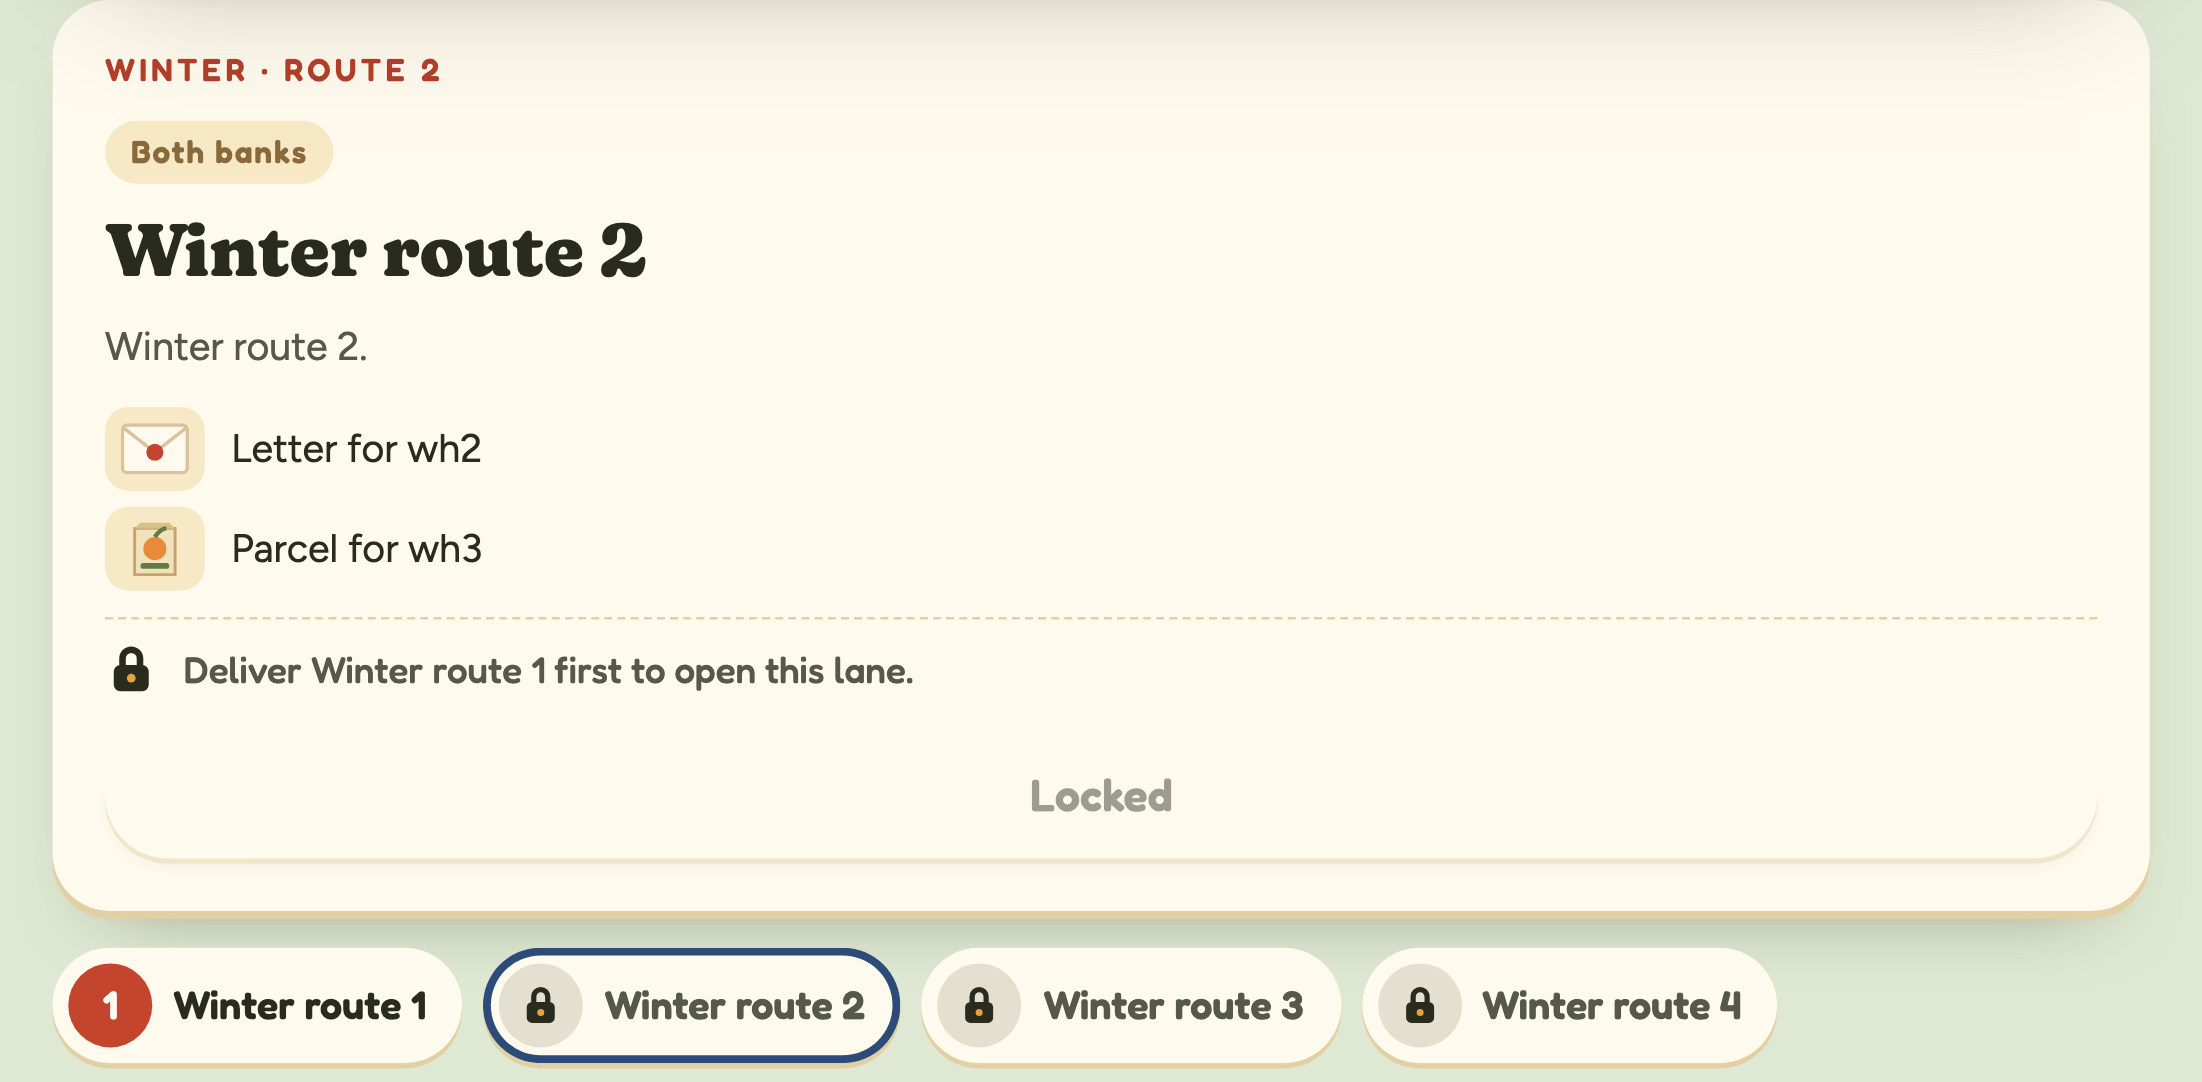 WINTER · ROUTE 2
Both banks
Winter route 2
Winter route 2.
Letter for wh2
Parcel for wh3
Deliver Winter route 1 first to open this lane.
Locked
1 Winter route 1
Winter route 2
Winter route 3
Winter route 4